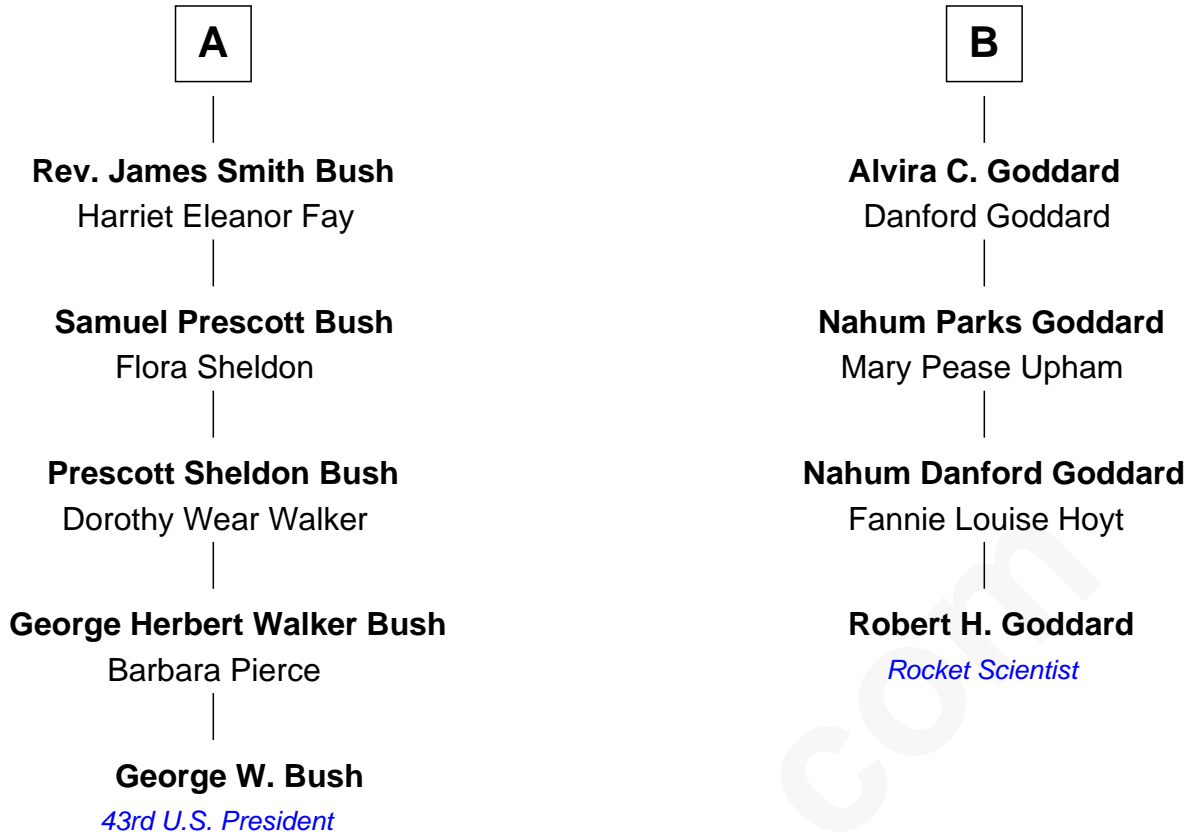 A
Rev. James Smith Bush
Harriet Eleanor Fay
Samuel Prescott Bush
Flora Sheldon
Prescott Sheldon Bush
Dorothy Wear Walker
George Herbert Walker Bush
Barbara Pierce
George W. Bush
43rd U.S. President
B
Alvira C. Goddard
Danford Goddard
Nahum Parks Goddard
Mary Pease Upham
Nahum Danford Goddard
Fannie Louise Hoyt
Robert H. Goddard
Rocket Scientist
com